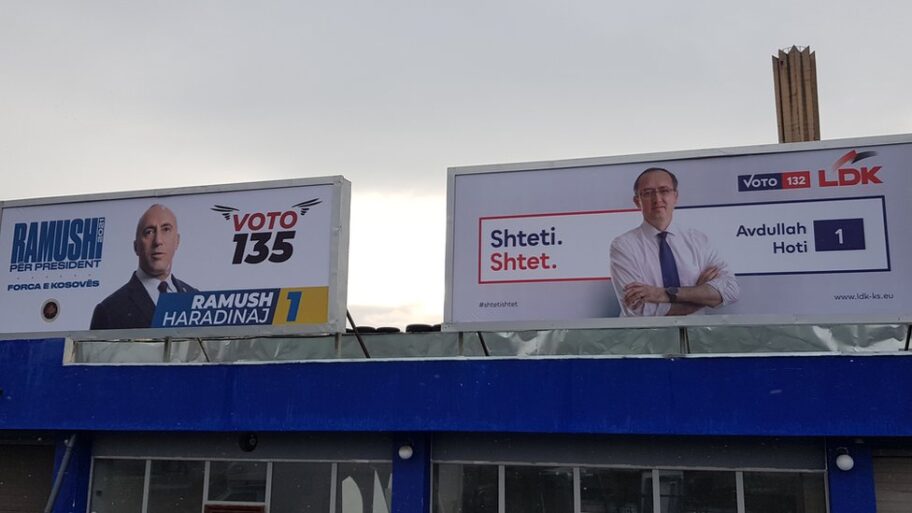 RAMUSH 2021
PËR PRESIDENT
FORCA E KOSOVËS
VOTO
135
RAMUSH
HARADINAJ
1
VOTO 132
LDK
Shteti.
Shtet.
Avdullah
Hoti
1
#shtetishtet
www.ldk-ks.eu